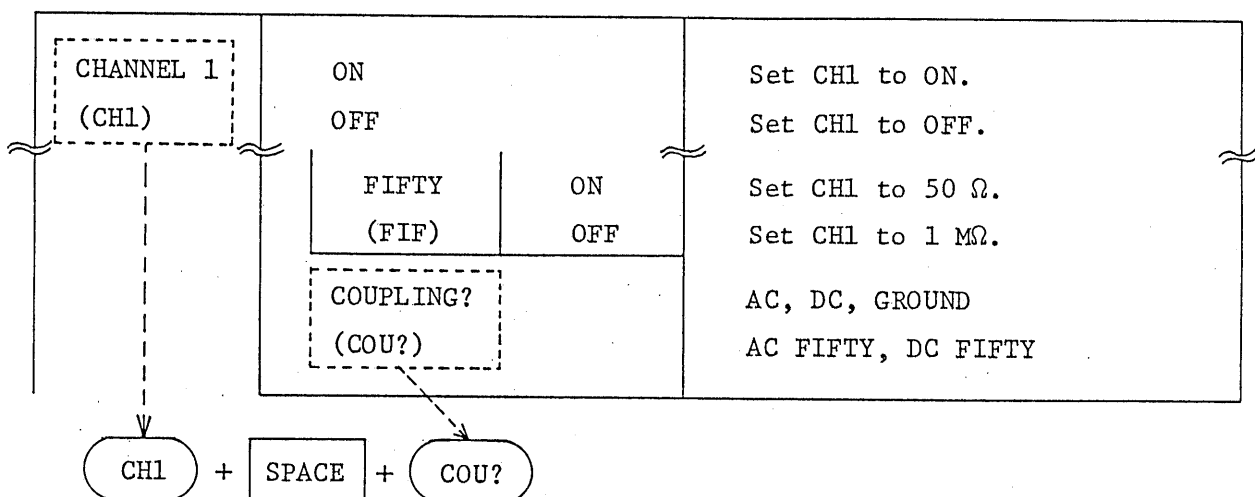 CHANNEL 1 ON Set CH1 to ON.
(CH1) OFF Set CH1 to OFF.
FIFTY ON Set CH1 to 50 Ω.
(FIF) OFF Set CH1 to 1 MΩ.
COUPLING? AC, DC, GROUND
(COU?) AC FIFTY, DC FIFTY
CH1 + SPACE + COU?